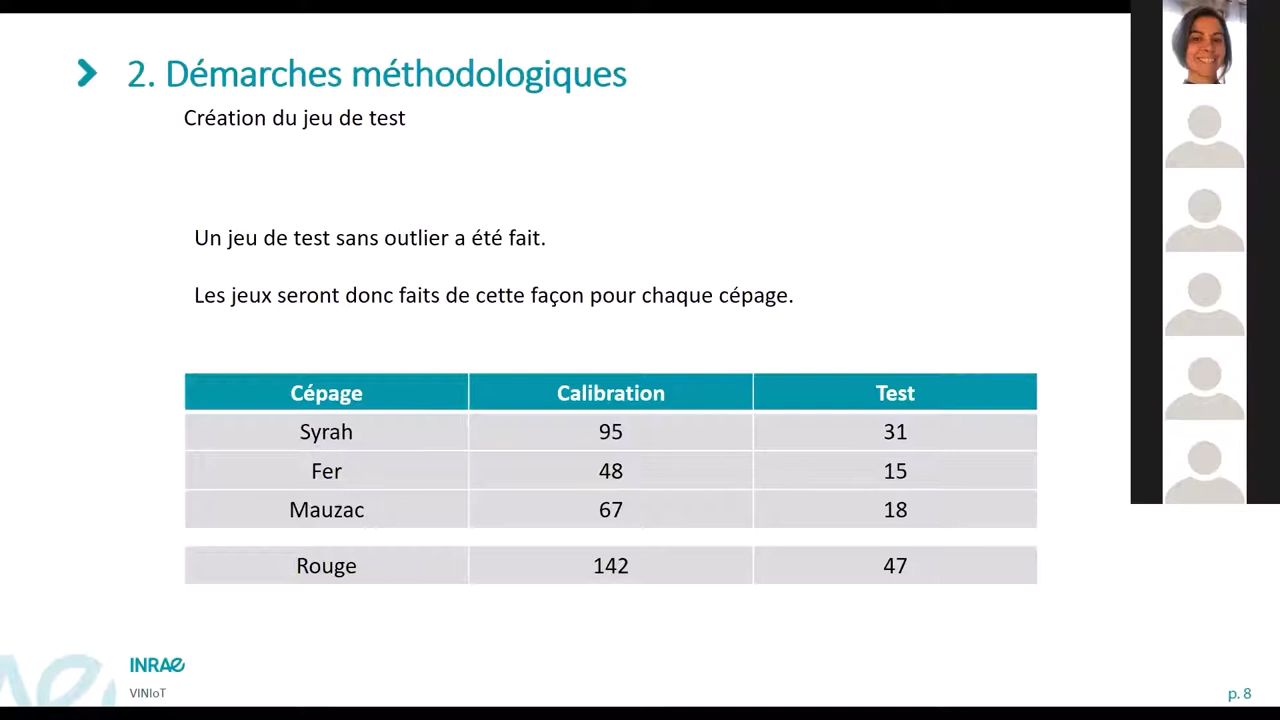 2. Démarches méthodologiques
Création du jeu de test
Un jeu de test sans outlier a été fait.
Les jeux seront donc faits de cette façon pour chaque cépage.
Cépage Calibration Test
Syrah 95 31
Fer 48 15
Mauzac 67 18
Rouge 142 47
INRAE
VINIoT
p. 8